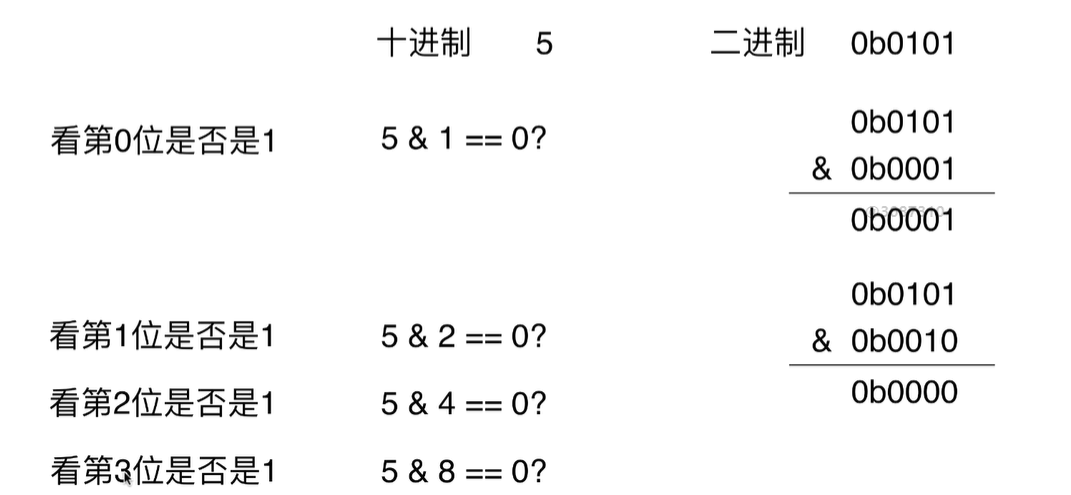 十进制 5 二进制 0b0101
看第0位是否是1 5 & 1 == 0? 0b0101
& 0b0001
0b0001
0b0101
看第1位是否是1 5 & 2 == 0? & 0b0010
看第2位是否是1 5 & 4 == 0? 0b0000
看第3位是否是1 5 & 8 == 0?